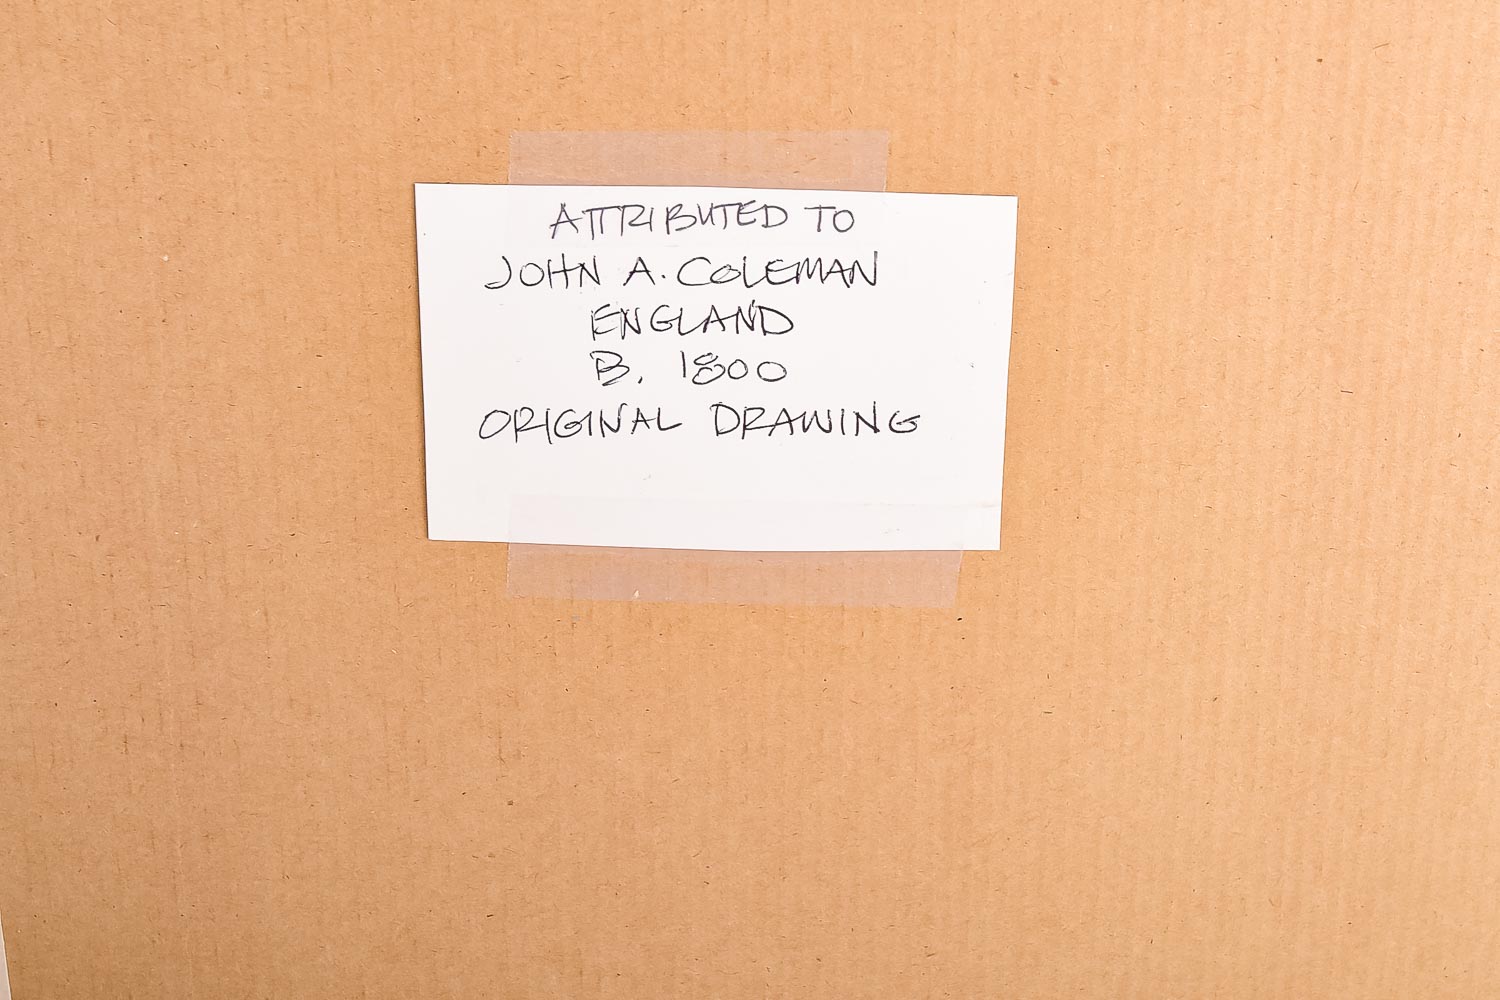 ATTRIBUTED TO
JOHN A. COLEMAN
ENGLAND
B. 1800
ORIGINAL DRAWING